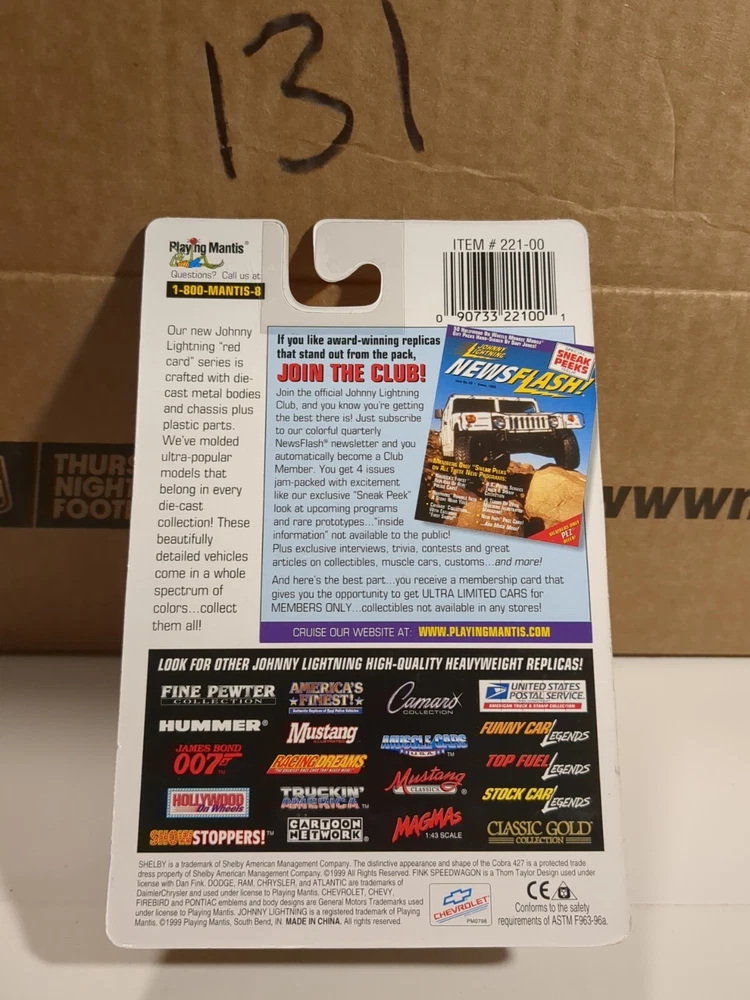 131
Playing Mantis®
Questions? Call us at
1-800-MANTIS-8
ITEM # 221-00
0 90733 22100 1
Our new Johnny
Lightning "red
card" series is
crafted with die-
cast metal bodies
and chassis plus
plastic parts.
We've molded
ultra-popular
models that
belong in every
die-cast
collection! These
beautifully
detailed vehicles
come in a whole
spectrum of
colors...collect
them all!
If you like award-winning replicas
that stand out from the pack,
JOIN THE CLUB!
Join the official Johnny Lightning
Club, and you know you're getting
the best there is! Just subscribe
to our colorful quarterly
NewsFlash® newsletter and you
automatically become a Club
Member. You get 4 issues
jam-packed with excitement
like our exclusive "Sneak Peek"
look at upcoming programs
and rare prototypes..."inside
information" not available to the public!
Plus exclusive interviews, trivia, contests and great
articles on collectibles, muscle cars, customs...and more!
And here's the best part...you receive a membership card that
gives you the opportunity to get ULTRA LIMITED CARS for
MEMBERS ONLY...collectibles not available in any stores!
JOHNNY
LIGHTNING
NEWSFLASH!
SPECIAL
SNEAK
PEEKS
CRUISE OUR WEBSITE AT: WWW.PLAYINGMANTIS.COM
THURS
NIGHT
FOOT
www
LOOK FOR OTHER JOHNNY LIGHTNING HIGH-QUALITY HEAVYWEIGHT REPLICAS!
FINE PEWTER
COLLECTION
AMERICA'S
FINEST!
Camaro
COLLECTION
UNITED STATES
POSTAL SERVICE
AMERICAN TRUCK & STAMP COLLECTION
HUMMER®
Mustang
MUSCLE CARS
U.S.A.™
FUNNY CAR
LEGENDS
JAMES BOND
007™
RACING DREAMS
Mustang
CLASSICS
TOP FUEL
LEGENDS
HOLLYWOOD
On Wheels
TRUCKIN'
AMERICA™
STOCK CAR
LEGENDS
SHOWSTOPPERS!™
CARTOON
NETWORK®
MAGMAS
1:43 SCALE
CLASSIC GOLD
COLLECTION
SHELBY is a trademark of Shelby American Management Company. The distinctive appearance and shape of the Cobra 427 is a protected trade
dress property of Shelby American Management Company. ©1999 All Rights Reserved. FINK SPEEDWAGON is a Thom Taylor Design used under
license with Dan Fink. DODGE, RAM, CHRYSLER, and ATLANTIC are trademarks of
DaimlerChrysler and used under license to Playing Mantis. CHEVROLET, CHEVY,
FIREBIRD and PONTIAC emblems and body designs are General Motors Trademarks used
under license to Playing Mantis. JOHNNY LIGHTNING is a registered trademark of Playing
Mantis. ©1999 Playing Mantis, South Bend, IN. MADE IN CHINA. All rights reserved.
CHEVROLET
PM2798
CE
Conforms to the safety
requirements of ASTM F963-96a.